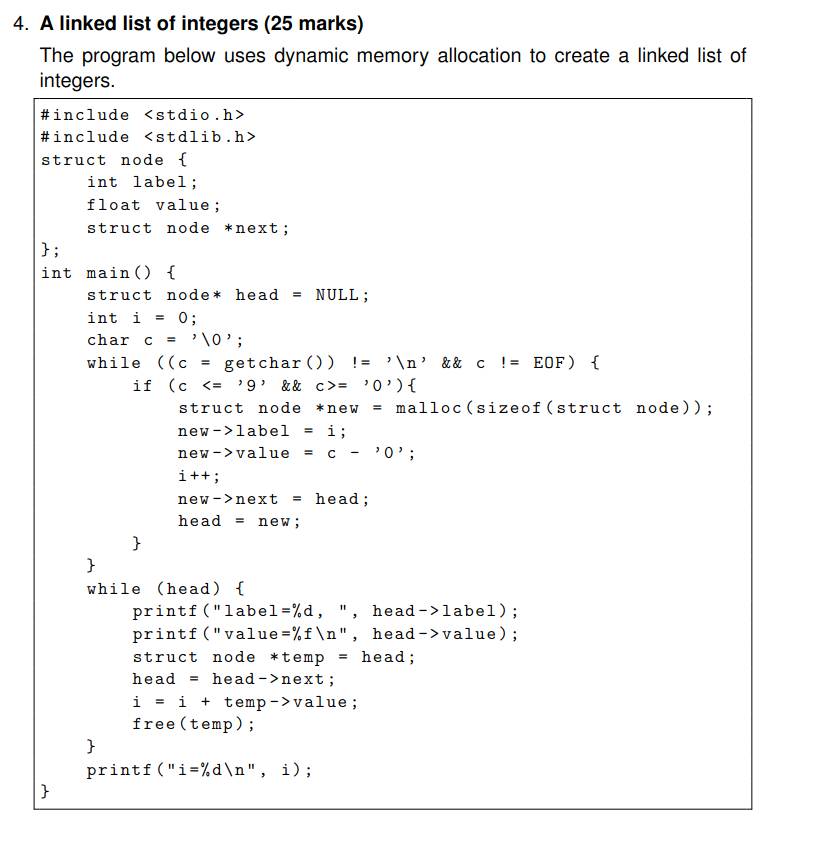 4. A linked list of integers (25 marks)
The program below uses dynamic memory allocation to create a linked list of
integers.
#include <stdio.h>
#include <stdlib.h>
struct node {
    int label;
    float value;
    struct node *next;
};
int main() {
    struct node* head = NULL;
    int i = 0;
    char c = '\0';
    while ((c = getchar()) != '\n' && c != EOF) {
        if (c <= '9' && c>= '0'){
            struct node *new = malloc(sizeof(struct node));
            new->label = i;
            new->value = c - '0';
            i++;
            new->next = head;
            head = new;
        }
    }
    while (head) {
        printf("label=%d, ", head->label);
        printf("value=%f\n", head->value);
        struct node *temp = head;
        head = head->next;
        i = i + temp->value;
        free(temp);
    }
    printf("i=%d\n", i);
}